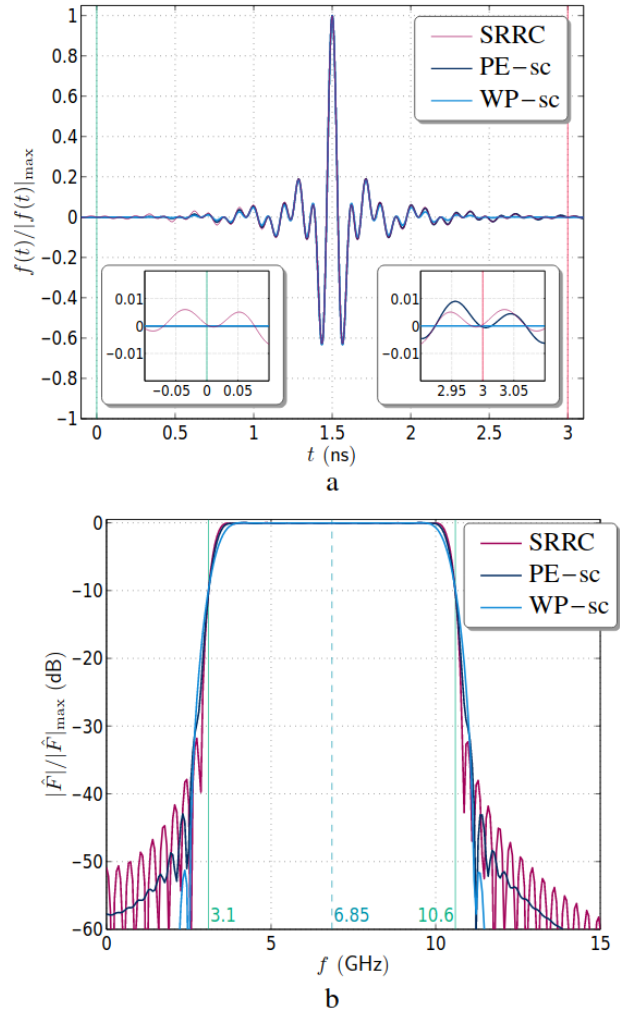 1
0.8
0.6
0.4
0.2
0
−0.2
−0.4
−0.6
−0.8
−1
f(t)/|f(t)|max
SRRC
PE−sc
WP−sc
0.01
0
−0.01
−0.05 0 0.05
0.01
0
−0.01
2.95 3 3.05
0 0.5 1 1.5 2 2.5 3
t (ns)
a
0
−10
−20
−30
−40
−50
−60
|F̂|/|F̂|max (dB)
SRRC
PE−sc
WP−sc
3.1 6.85 10.6
0 5 10 15
f (GHz)
b